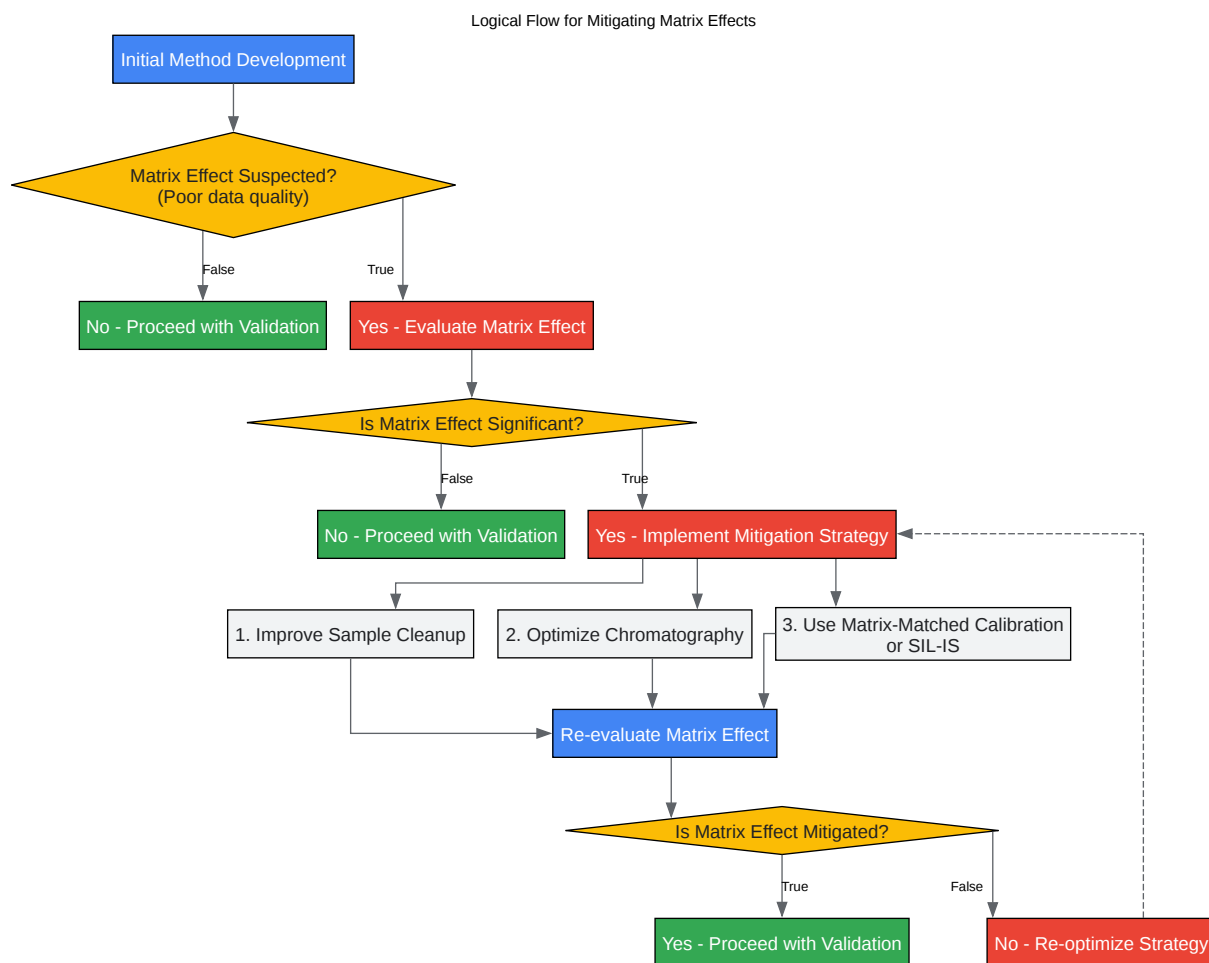 Logical Flow for Mitigating Matrix Effects
Initial Method Development
Matrix Effect Suspected?
(Poor data quality)
False
True
No - Proceed with Validation
Yes - Evaluate Matrix Effect
Is Matrix Effect Significant?
False
True
No - Proceed with Validation
Yes - Implement Mitigation Strategy
1. Improve Sample Cleanup
2. Optimize Chromatography
3. Use Matrix-Matched Calibration
or SIL-IS
Re-evaluate Matrix Effect
Is Matrix Effect Mitigated?
True
False
Yes - Proceed with Validation
No - Re-optimize Strategy